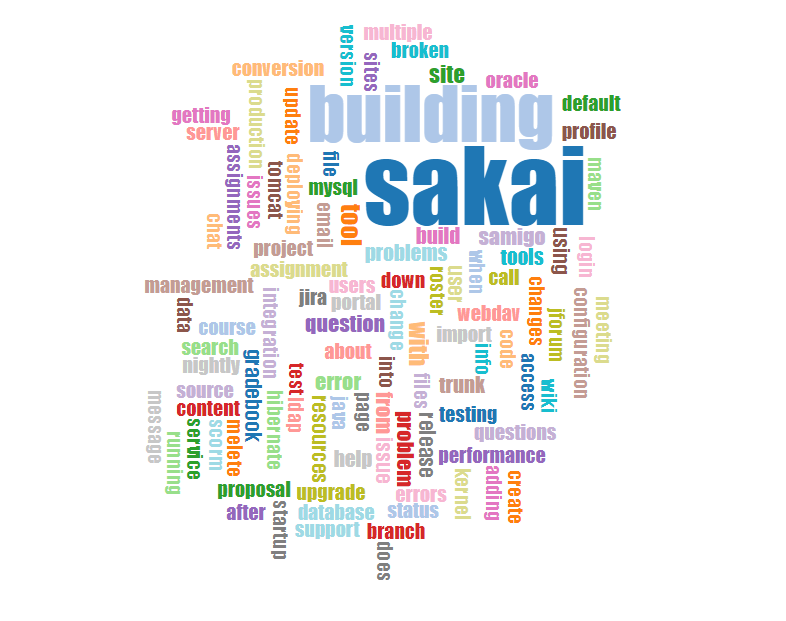 multiple
version
broken
sites
conversion
site
oracle
production
building
default
getting
update
server
profile
sakai
assignments
issues
tomcat
deploying
file
mysql
maven
chat
email
tool
build
samigo
using
login
project
problems
tools
assignment
when
management
users
down
roster
user
call
data
jira
portal
changes
configuration
meeting
integration
change
webdav
jforum
course
question
with
import
search
code
info
nightly
gradebook
about
into
access
wiki
source
test
error
files
trunk
message
content
ldap
hibernate
resources
java
page
from
problem
release
testing
running
service
scorm
melete
issue
questions
help
performance
proposal
upgrade
errors
kernel
adding
create
after
startup
database
status
support
branch
does